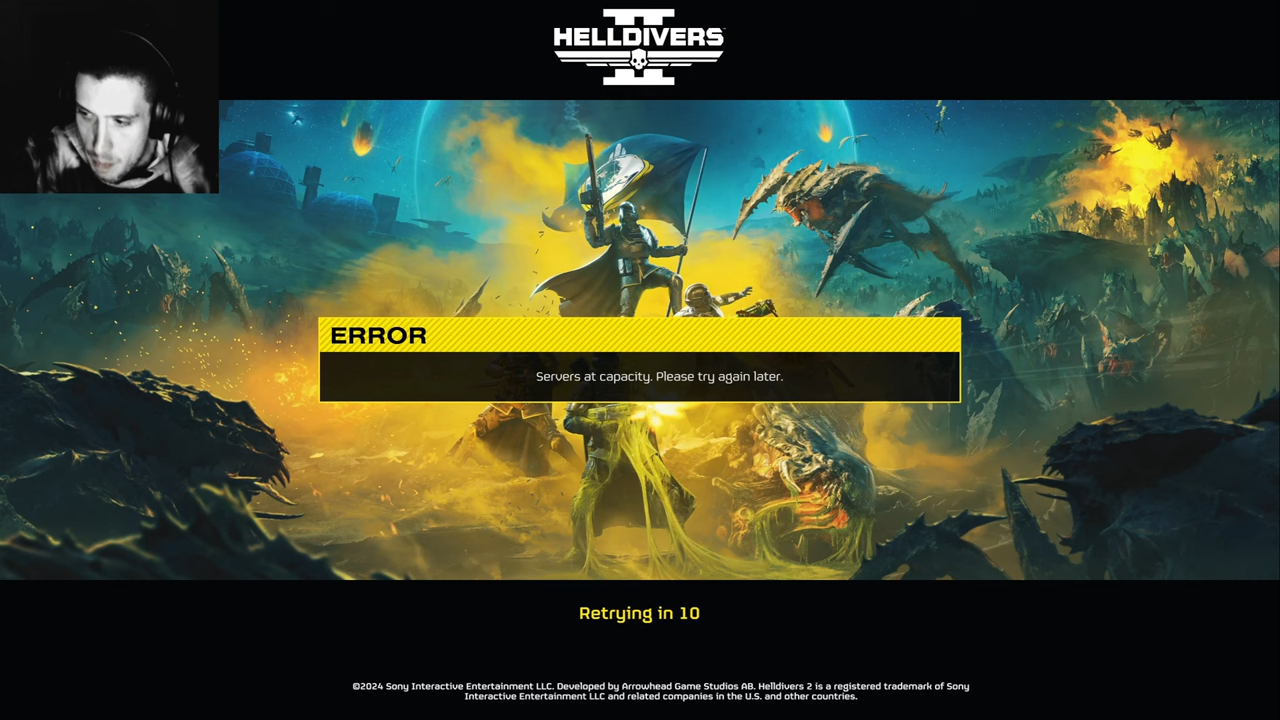 HELLDIVERS
II
ERROR
Servers at capacity. Please try again later.
Retrying in 10
©2024 Sony Interactive Entertainment LLC. Developed by Arrowhead Game Studios AB. Helldivers 2 is a registered trademark of Sony
Interactive Entertainment LLC and related companies in the U.S. and other countries.